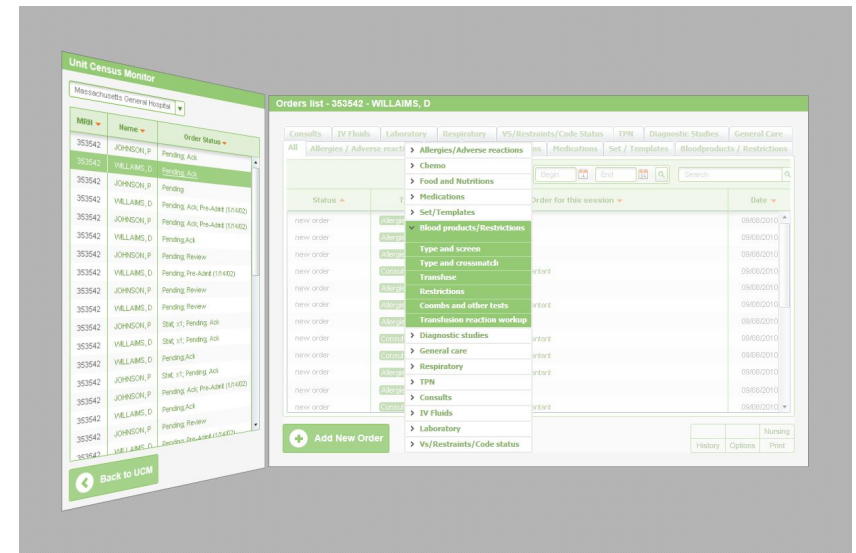 Unit Census Monitor
Massachusetts General Hospital
MRN Name Order Status
353542 JOHNSON, P Pending; Ack
353542 WILLAIMS, D Pending; Ack
353542 JOHNSON, P Pending
353542 WILLAIMS, D Pending; Ack; Pre-Admit (1/14/02)
353542 JOHNSON, P Pending; Ack; Pre-Admit (1/14/02)
353542 WILLAIMS, D Pending;Ack
353542 JOHNSON, P Pending; Review
353542 WILLAIMS, D Pending; Pre-Admit (1/14/02)
353542 JOHNSON, P Pending; Review
353542 WILLAIMS, D Pending; Review
353542 JOHNSON, P Stat; x1; Pending; Ack
353542 WILLAIMS, D Stat; x1; Pending; Ack
353542 JOHNSON, P Pending;Ack
353542 WILLAIMS, D Stat; x1; Pending; Ack
353542 JOHNSON, P Pending; Ack; Pre-Admit (1/14/02)
353542 JOHNSON, P Pending;Ack
353542 WILLAIMS, D Pending; Review
353542 JOHNSON, P Pending; Pre-Admit (1/14/02)
353542 WILLAIMS, D
Back to UCM
Orders list - 353542 - WILLAIMS, D
Consults IV Fluids Laboratory Respiratory VS/Restraints/Code Status TPN Diagnostic Studies General Care
All Allergies / Adverse Medications Set / Templates Bloodproducts / Restrictions
Begin End Search
Status Order for this session Date
new order 09/08/2010
new order 09/08/2010
new order 09/08/2010
new order 09/08/2010
new order 09/08/2010
new order 09/08/2010
new order 09/08/2010
new order 09/08/2010
new order 09/08/2010
new order 09/08/2010
new order 09/08/2010
new order 09/08/2010
Allergies/Adverse reactions
Chemo
Food and Nutritions
Medications
Set/Templates
Blood products/Restrictions
Type and screen
Type and crossmatch
Transfuse
Restrictions
Coombs and other tests
Transfusion reaction workup
Diagnostic studies
General care
Respiratory
TPN
Consults
IV Fluids
Laboratory
Vs/Restraints/Code status
Add New Order
Nursing
History Options Print